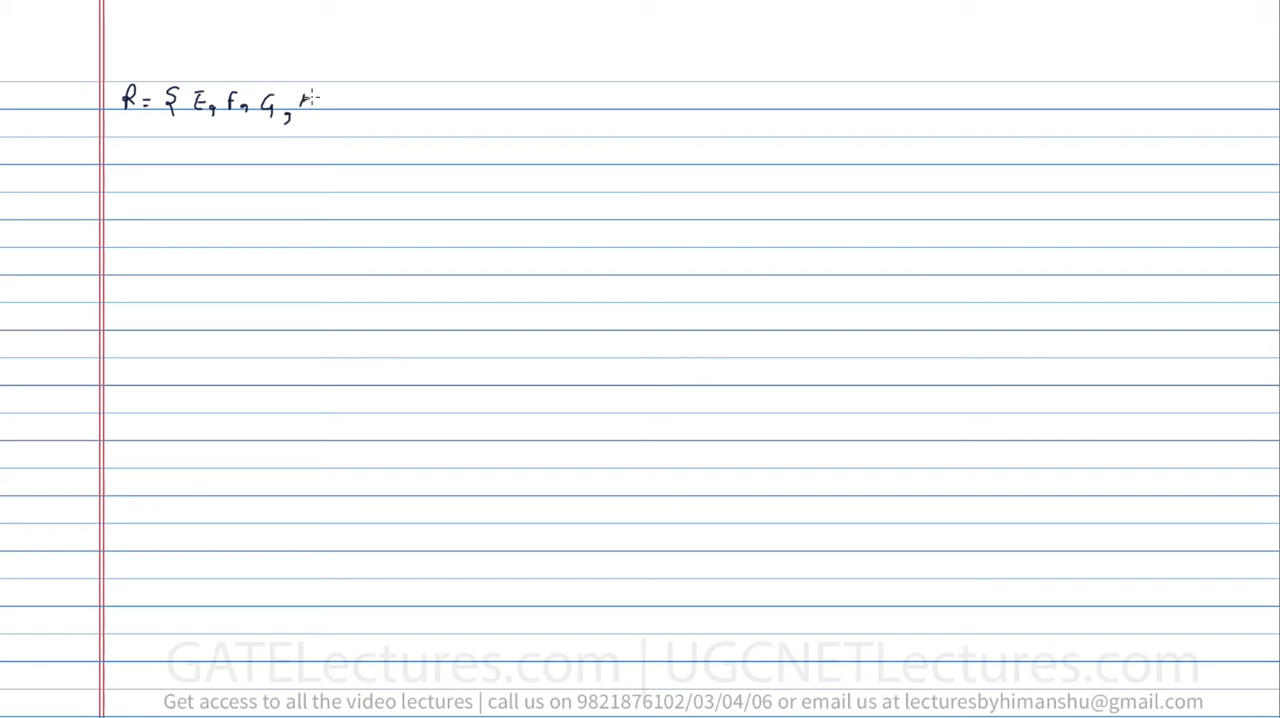 R = { E, F, G,
GATELectures.com | UGCNETLectures.com
Get access to all the video lectures | call us on 9821876102/03/04/06 or email us at lecturesbyhimanshu@gmail.com